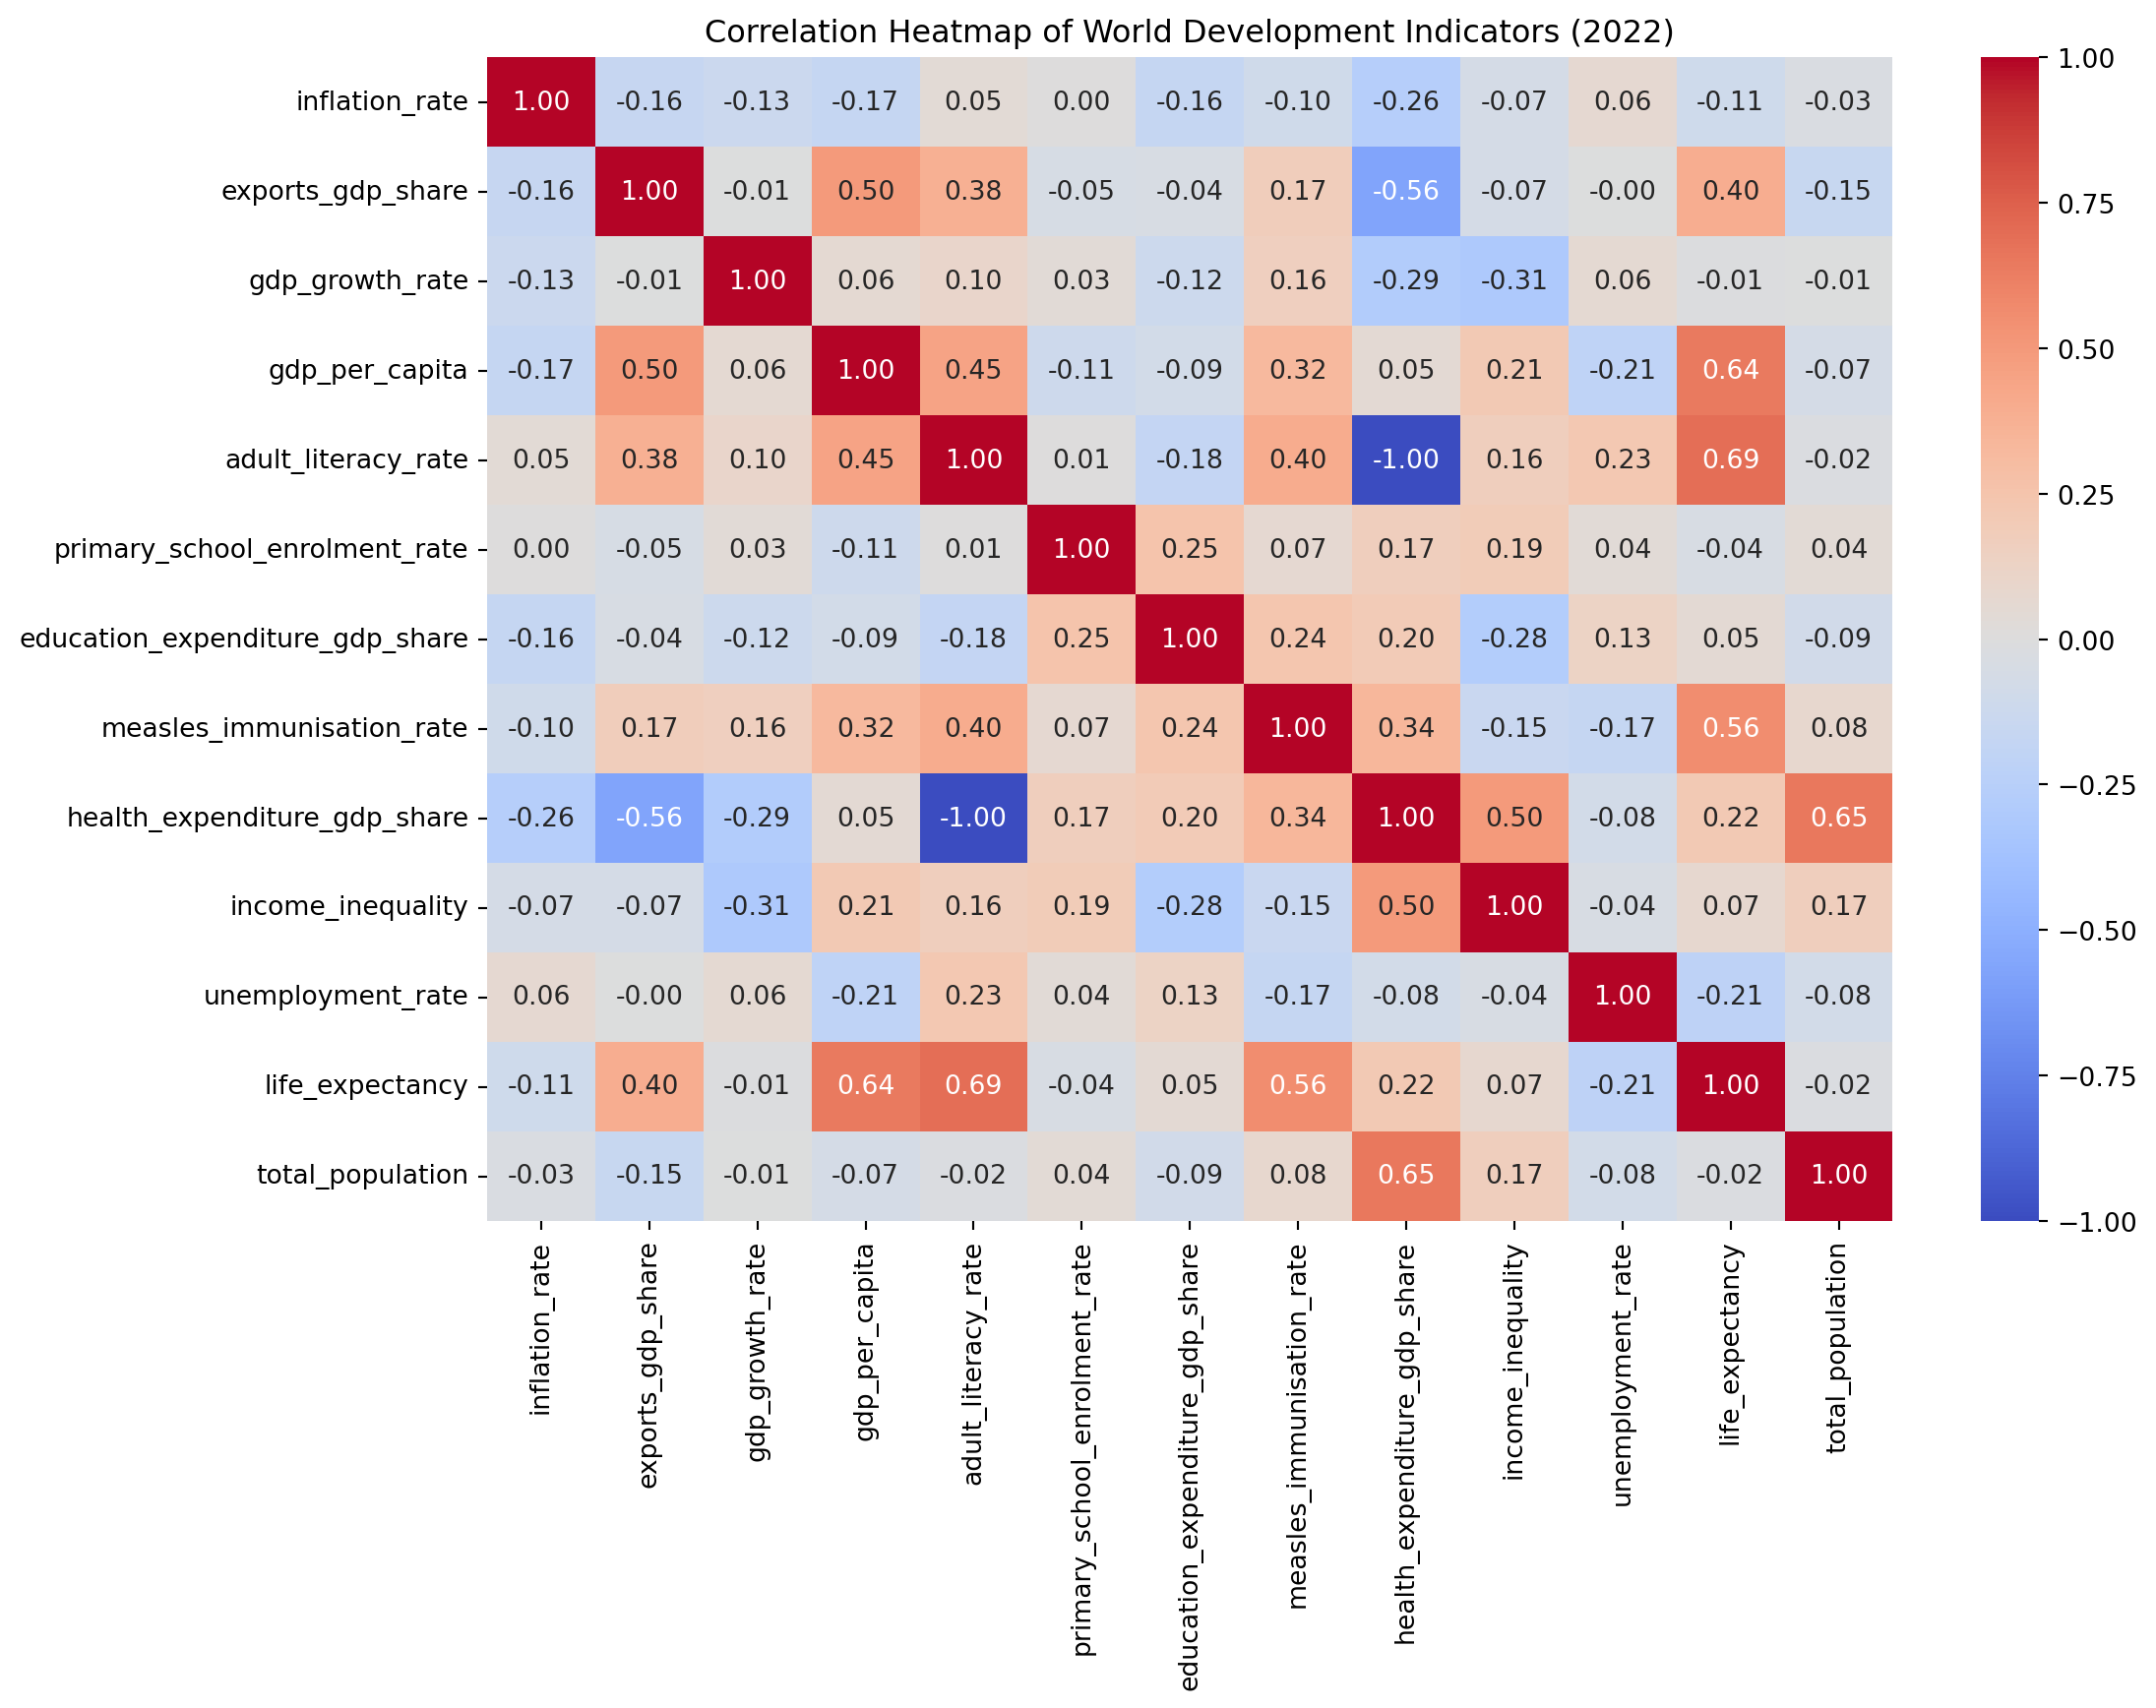 Correlation Heatmap of World Development Indicators (2022)
inflation_rate 1.00 -0.16 -0.13 -0.17 0.05 0.00 -0.16 -0.10 -0.26 -0.07 0.06 -0.11 -0.03
exports_gdp_share -0.16 1.00 -0.01 0.50 0.38 -0.05 -0.04 0.17 -0.56 -0.07 -0.00 0.40 -0.15
gdp_growth_rate -0.13 -0.01 1.00 0.06 0.10 0.03 -0.12 0.16 -0.29 -0.31 0.06 -0.01 -0.01
gdp_per_capita -0.17 0.50 0.06 1.00 0.45 -0.11 -0.09 0.32 0.05 0.21 -0.21 0.64 -0.07
adult_literacy_rate 0.05 0.38 0.10 0.45 1.00 0.01 -0.18 0.40 -1.00 0.16 0.23 0.69 -0.02
primary_school_enrolment_rate 0.00 -0.05 0.03 -0.11 0.01 1.00 0.25 0.07 0.17 0.19 0.04 -0.04 0.04
education_expenditure_gdp_share -0.16 -0.04 -0.12 -0.09 -0.18 0.25 1.00 0.24 0.20 -0.28 0.13 0.05 -0.09
measles_immunisation_rate -0.10 0.17 0.16 0.32 0.40 0.07 0.24 1.00 0.34 -0.15 -0.17 0.56 0.08
health_expenditure_gdp_share -0.26 -0.56 -0.29 0.05 -1.00 0.17 0.20 0.34 1.00 0.50 -0.08 0.22 0.65
income_inequality -0.07 -0.07 -0.31 0.21 0.16 0.19 -0.28 -0.15 0.50 1.00 -0.04 0.07 0.17
unemployment_rate 0.06 -0.00 0.06 -0.21 0.23 0.04 0.13 -0.17 -0.08 -0.04 1.00 -0.21 -0.08
life_expectancy -0.11 0.40 -0.01 0.64 0.69 -0.04 0.05 0.56 0.22 0.07 -0.21 1.00 -0.02
total_population -0.03 -0.15 -0.01 -0.07 -0.02 0.04 -0.09 0.08 0.65 0.17 -0.08 -0.02 1.00
inflation_rate
exports_gdp_share
gdp_growth_rate
gdp_per_capita
adult_literacy_rate
primary_school_enrolment_rate
education_expenditure_gdp_share
measles_immunisation_rate
health_expenditure_gdp_share
income_inequality
unemployment_rate
life_expectancy
total_population
1.00
0.75
0.50
0.25
0.00
−0.25
−0.50
−0.75
−1.00